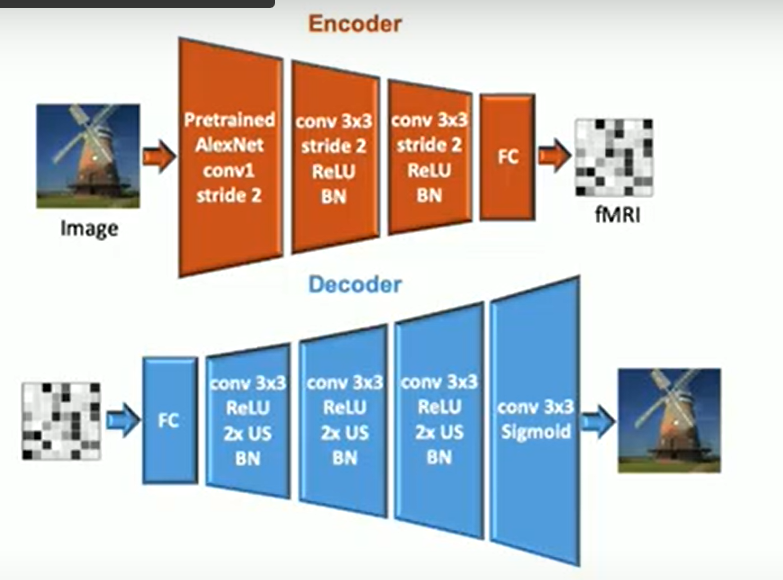 Encoder
Pretrained
AlexNet
conv1
stride 2
conv 3x3
stride 2
ReLU
BN
conv 3x3
stride 2
ReLU
BN
FC
Image
fMRI
Decoder
FC
conv 3x3
ReLU
2x US
BN
conv 3x3
ReLU
2x US
BN
conv 3x3
ReLU
2x US
BN
conv 3x3
Sigmoid